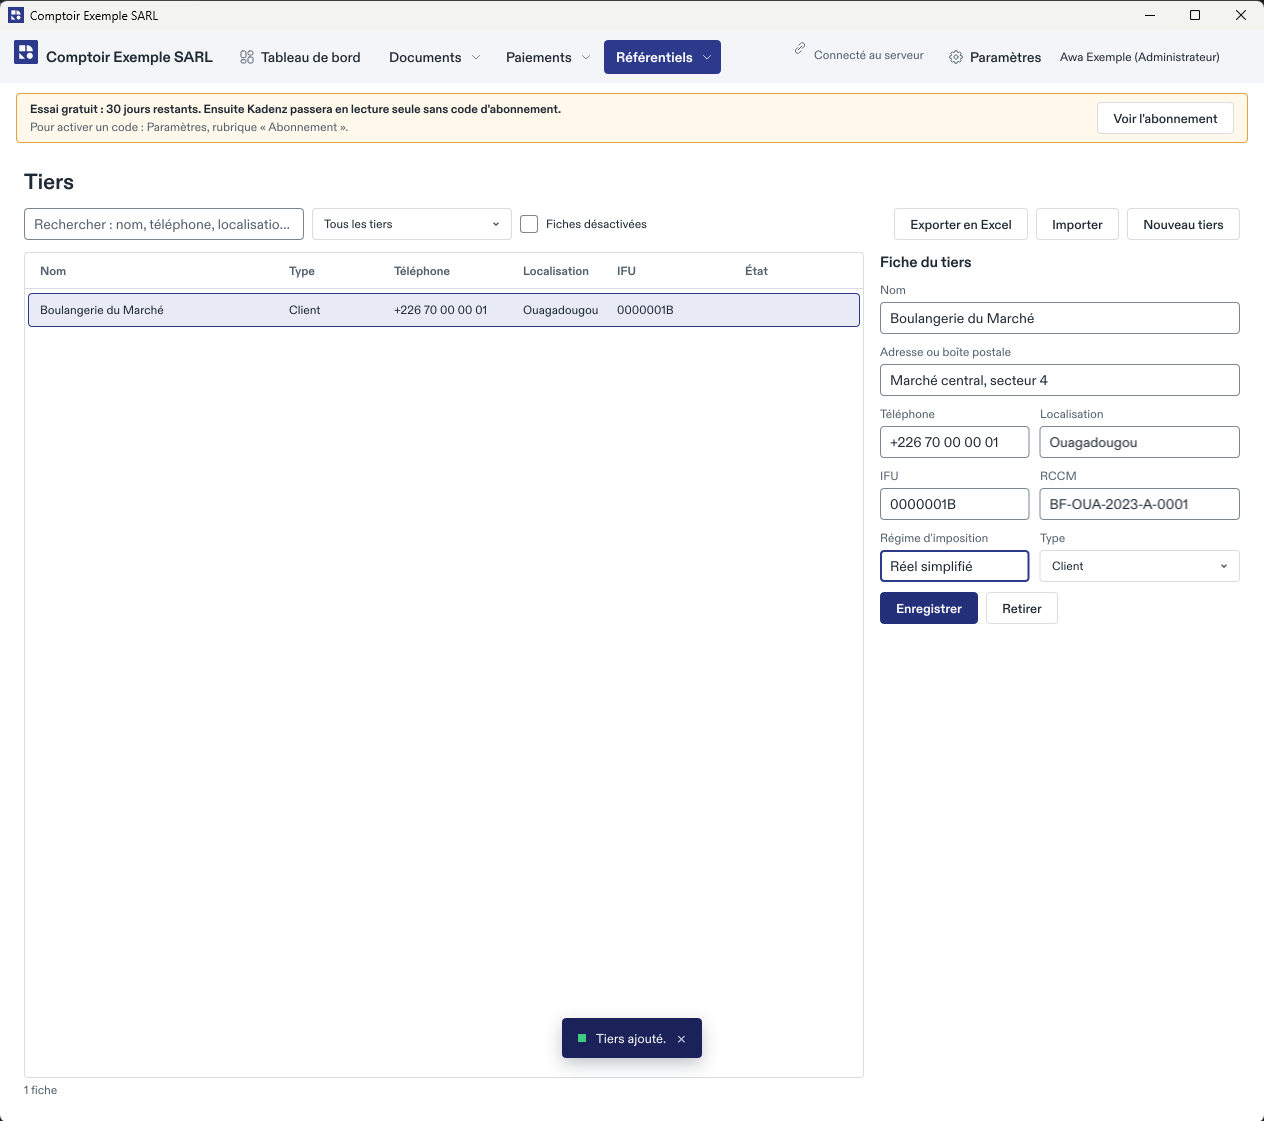 Comptoir Exemple SARL
Comptoir Exemple SARL
Tableau de bord
Documents
Paiements
Référentiels
Connecté au serveur
Paramètres
Awa Exemple (Administrateur)
Essai gratuit : 30 jours restants. Ensuite Kadenz passera en lecture seule sans code d'abonnement.
Pour activer un code : Paramètres, rubrique « Abonnement ».
Voir l'abonnement
Tiers
Rechercher : nom, téléphone, localisatio...
Tous les tiers
Fiches désactivées
Exporter en Excel
Importer
Nouveau tiers
Nom Type Téléphone Localisation IFU État
Boulangerie du Marché Client +226 70 00 00 01 Ouagadougou 0000001B
Fiche du tiers
Nom
Boulangerie du Marché
Adresse ou boîte postale
Marché central, secteur 4
Téléphone Localisation
+226 70 00 00 01 Ouagadougou
IFU RCCM
0000001B BF-OUA-2023-A-0001
Régime d'imposition Type
Réel simplifié Client
Enregistrer Retirer
Tiers ajouté.
1 fiche